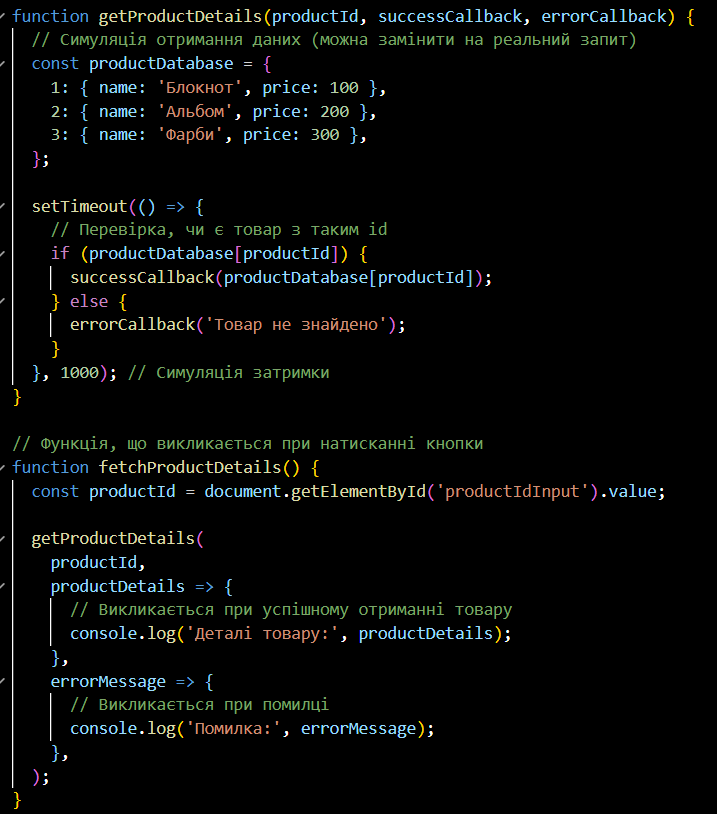 function getProductDetails(productId, successCallback, errorCallback) {
  // Симуляція отримання даних (можна замінити на реальний запит)
  const productDatabase = {
    1: { name: 'Блокнот', price: 100 },
    2: { name: 'Альбом', price: 200 },
    3: { name: 'Фарби', price: 300 },
  };

  setTimeout(() => {
    // Перевірка, чи є товар з таким id
    if (productDatabase[productId]) {
      successCallback(productDatabase[productId]);
    } else {
      errorCallback('Товар не знайдено');
    }
  }, 1000); // Симуляція затримки
}

// Функція, що викликається при натисканні кнопки
function fetchProductDetails() {
  const productId = document.getElementById('productIdInput').value;

  getProductDetails(
    productId,
    productDetails => {
      // Викликається при успішному отриманні товару
      console.log('Деталі товару:', productDetails);
    },
    errorMessage => {
      // Викликається при помилці
      console.log('Помилка:', errorMessage);
    },
  );
}